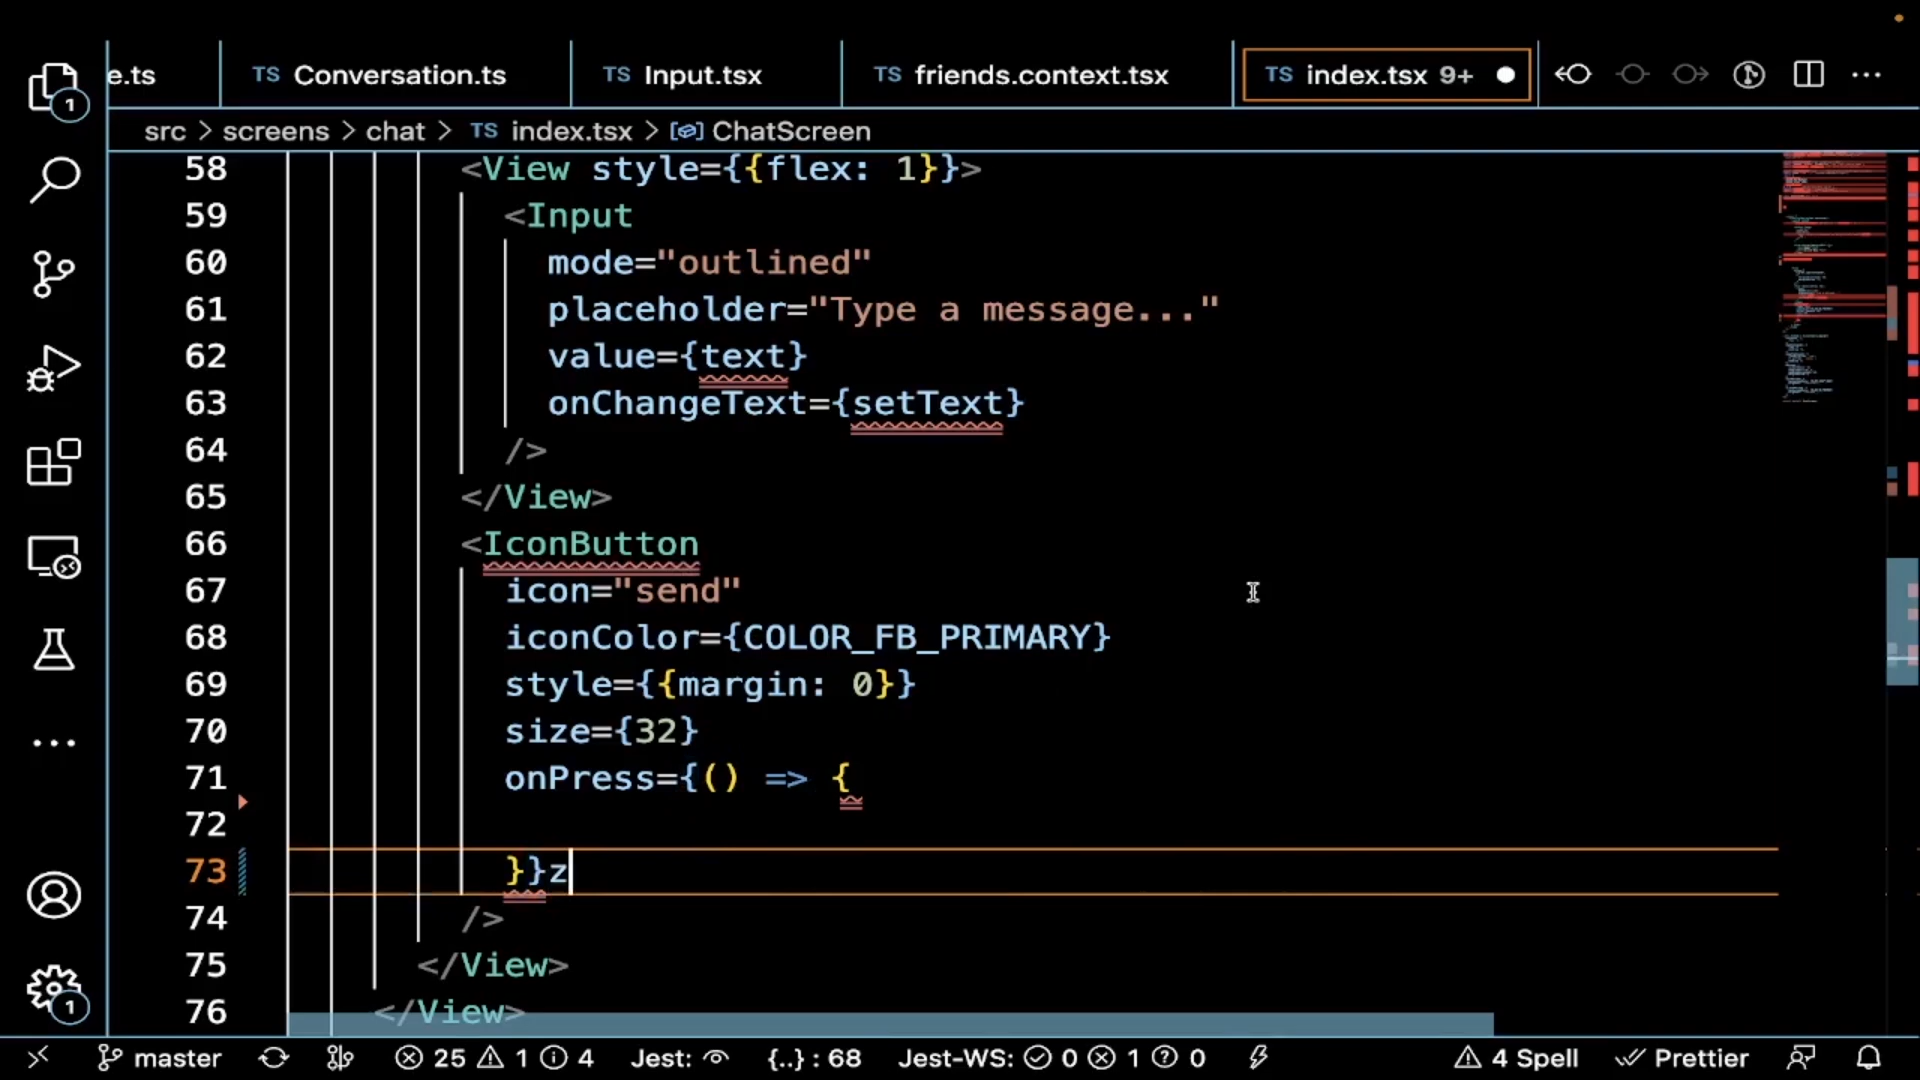 e.ts TS Conversation.ts TS Input.tsx TS friends.context.tsx TS index.tsx 9+
1
src > screens > chat > TS index.tsx > ChatScreen
58 <View style={{flex: 1}}>
59 <Input
60 mode="outlined"
61 placeholder="Type a message..."
62 value={text}
63 onChangeText={setText}
64 />
65 </View>
66 <IconButton
67 icon="send"
68 iconColor={COLOR_FB_PRIMARY}
69 style={{margin: 0}}
70 size={32}
71 onPress={() => {
72
73 }}z
74 />
75 </View>
76 </View>
1
master 25 1 4 Jest: {..} : 68 Jest-WS: 0 1 0 4 Spell Prettier